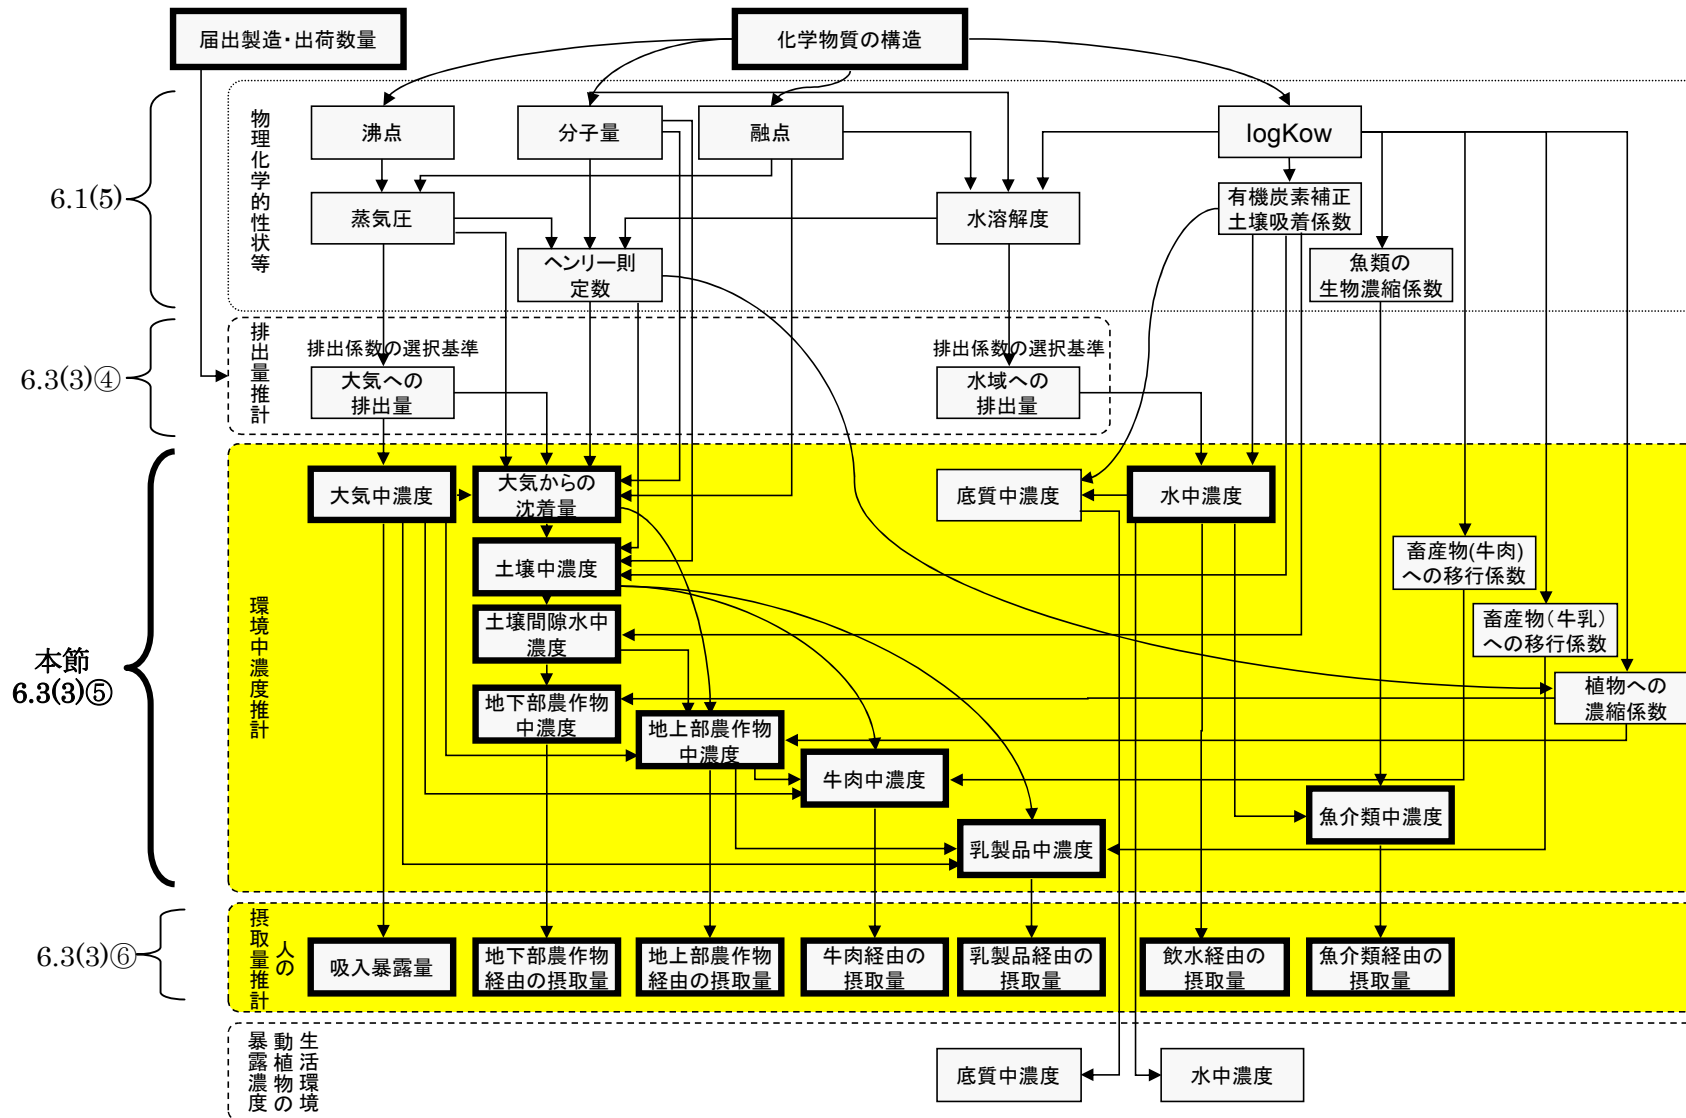 届出製造・出荷数量
化学物質の構造
6.1(5)
物理化学的性状等
沸点
分子量
融点
logKow
蒸気圧
水溶解度
有機炭素補正
土壌吸着係数
ヘンリー則
定数
魚類の
生物濃縮係数
6.3(3)④
排出量推計
排出係数の選択基準
大気への
排出量
排出係数の選択基準
水域への
排出量
本節
6.3(3)⑤
環境中濃度推計
大気中濃度
大気からの
沈着量
底質中濃度
水中濃度
土壌中濃度
畜産物(牛肉)
への移行係数
土壌間隙水中
濃度
畜産物(牛乳)
への移行係数
地下部農作物
中濃度
植物への
濃縮係数
地上部農作物
中濃度
牛肉中濃度
魚介類中濃度
乳製品中濃度
6.3(3)⑥
人の
摂取量推計
吸入暴露量
地下部農作物
経由の摂取量
地上部農作物
経由の摂取量
牛肉経由の
摂取量
乳製品経由の
摂取量
飲水経由の
摂取量
魚介類経由の
摂取量
生活環境
動植物の
暴露濃度
底質中濃度
水中濃度